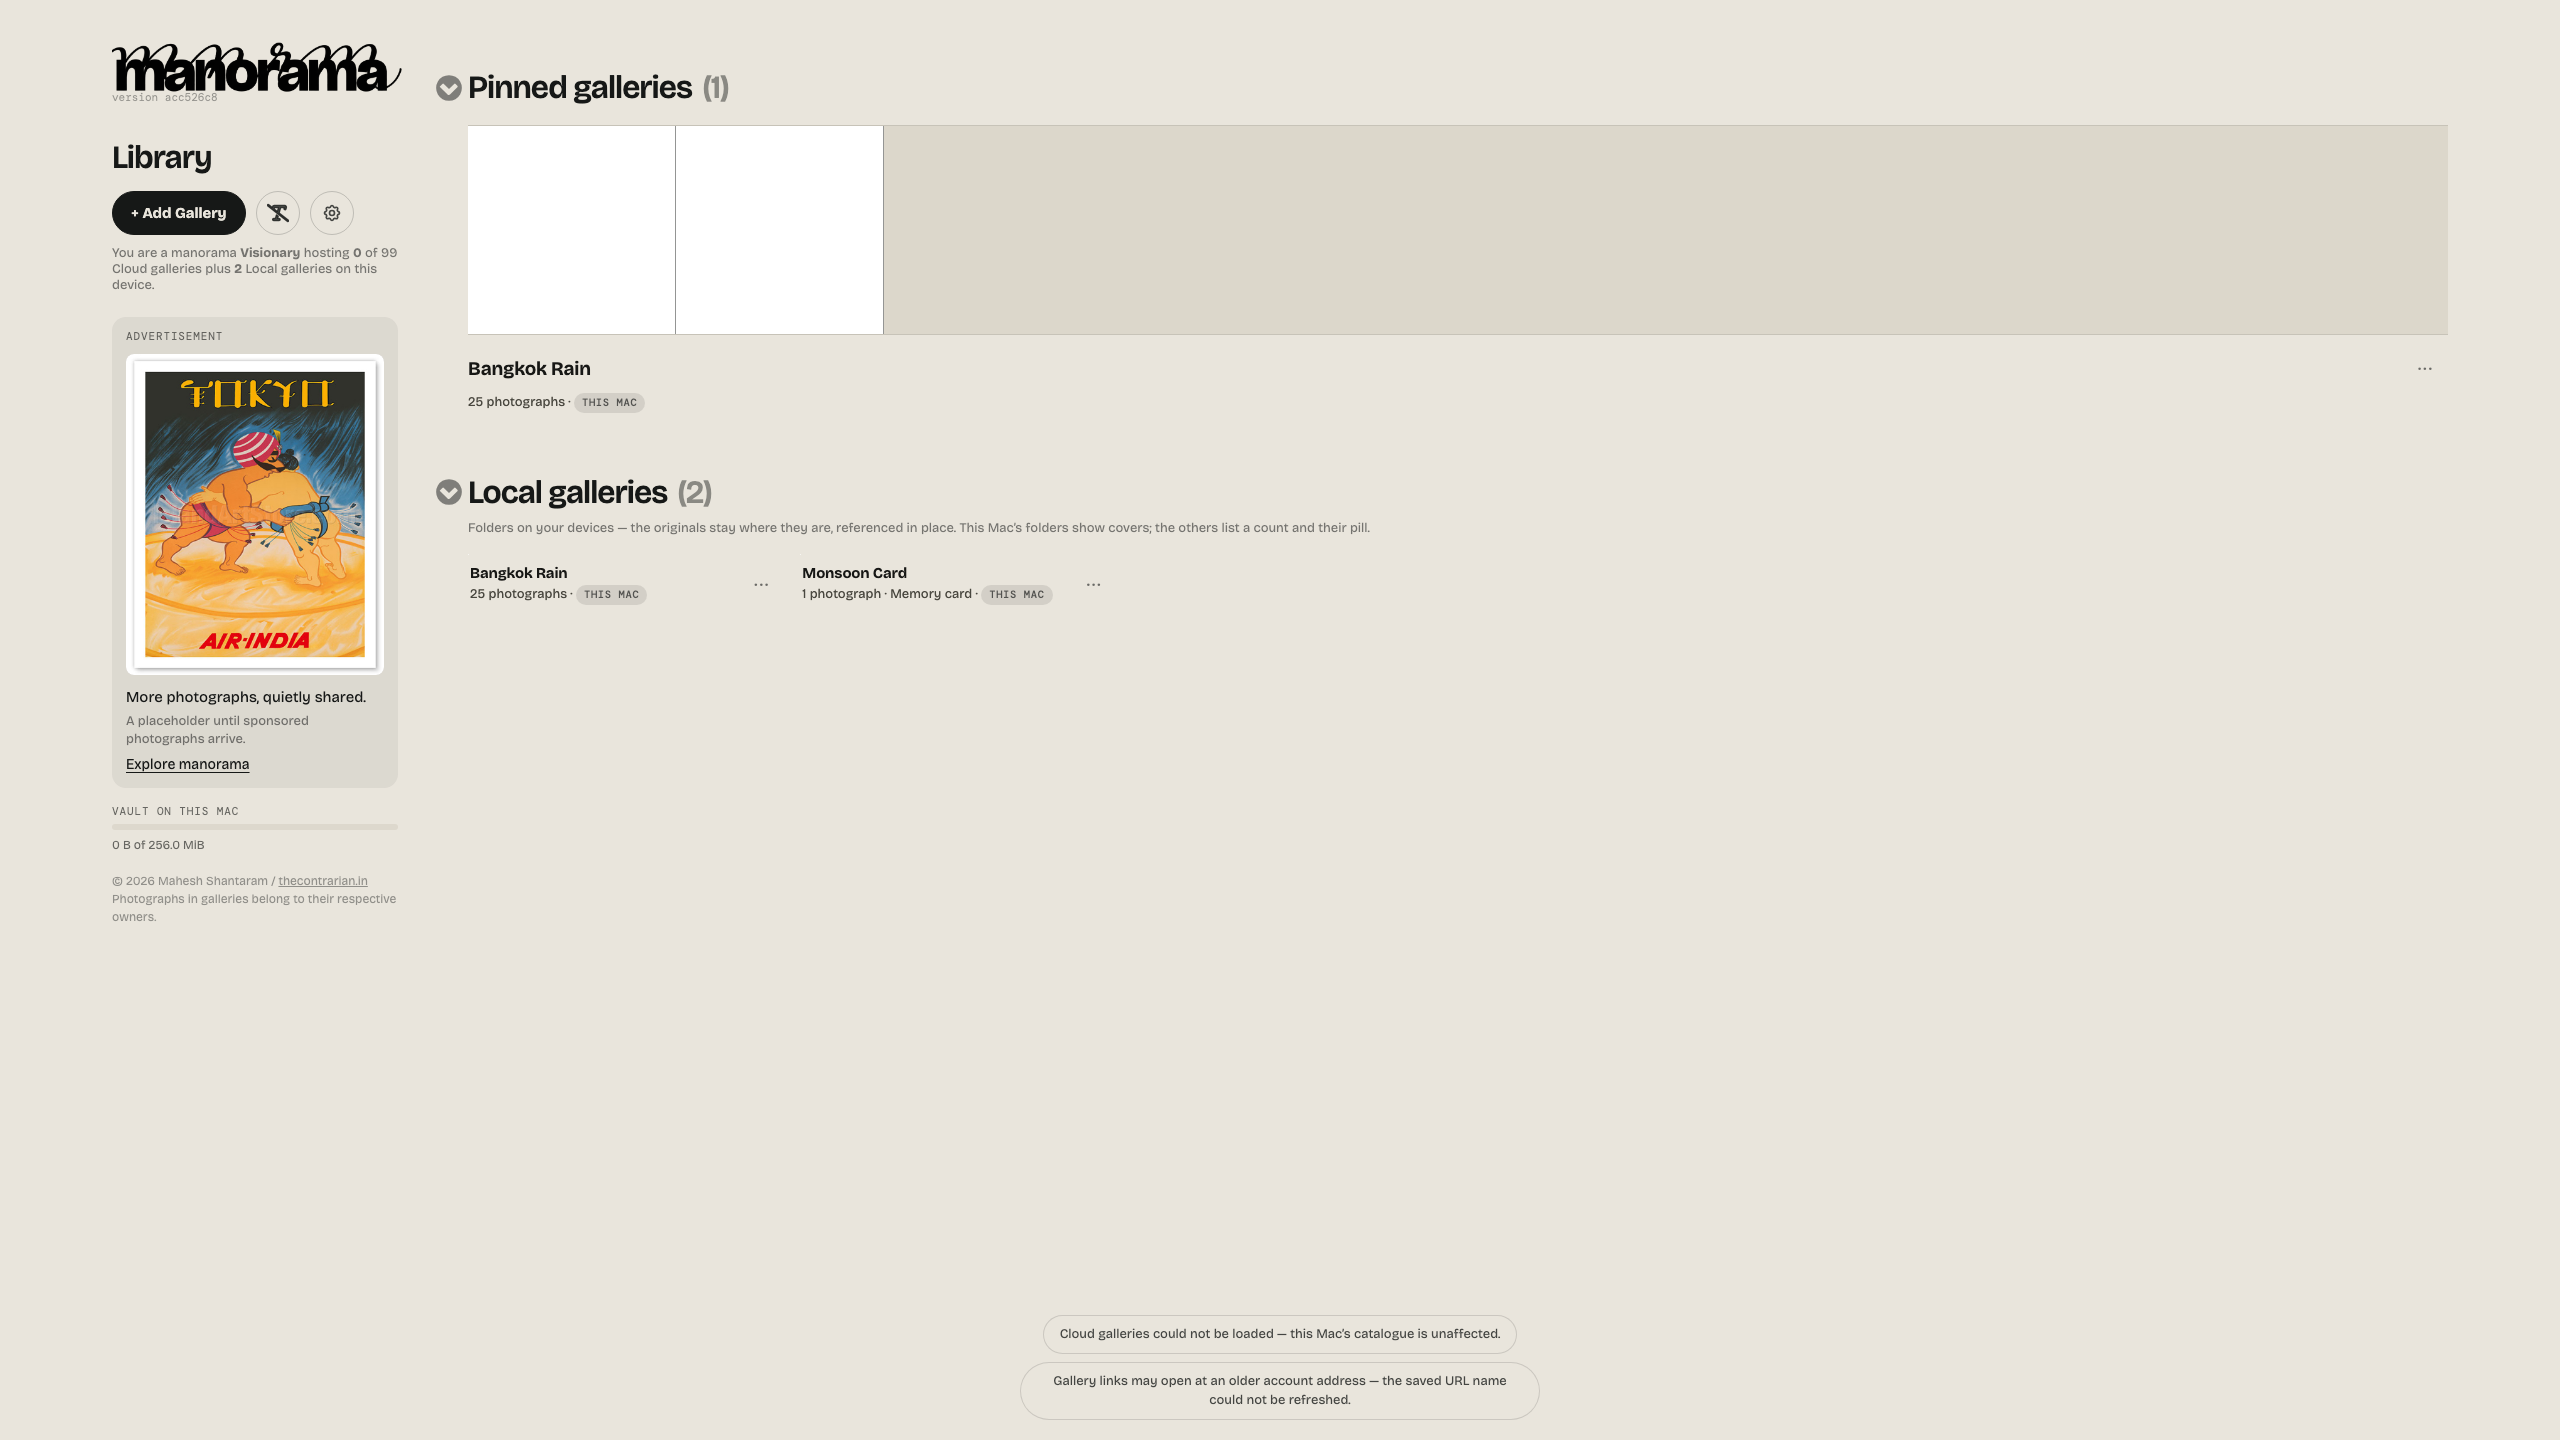 manorama
version acc526c8
Library
+ Add Gallery
You are a manorama Visionary hosting 0 of 99
Cloud galleries plus 2 Local galleries on this
device.
ADVERTISEMENT
TOKYO
AIR-INDIA
More photographs, quietly shared.
A placeholder until sponsored
photographs arrive.
Explore manorama
VAULT ON THIS MAC
0 B of 256.0 MiB
© 2026 Mahesh Shantaram / thecontrarian.in
Photographs in galleries belong to their respective
owners.
Pinned galleries (1)
Bangkok Rain
...
25 photographs · THIS MAC
Local galleries (2)
Folders on your devices — the originals stay where they are, referenced in place. This Mac's folders show covers; the others list a count and their pill.
Bangkok Rain
25 photographs · THIS MAC
...
Monsoon Card
1 photograph · Memory card · THIS MAC
...
Cloud galleries could not be loaded — this Mac's catalogue is unaffected.
Gallery links may open at an older account address — the saved URL name
could not be refreshed.